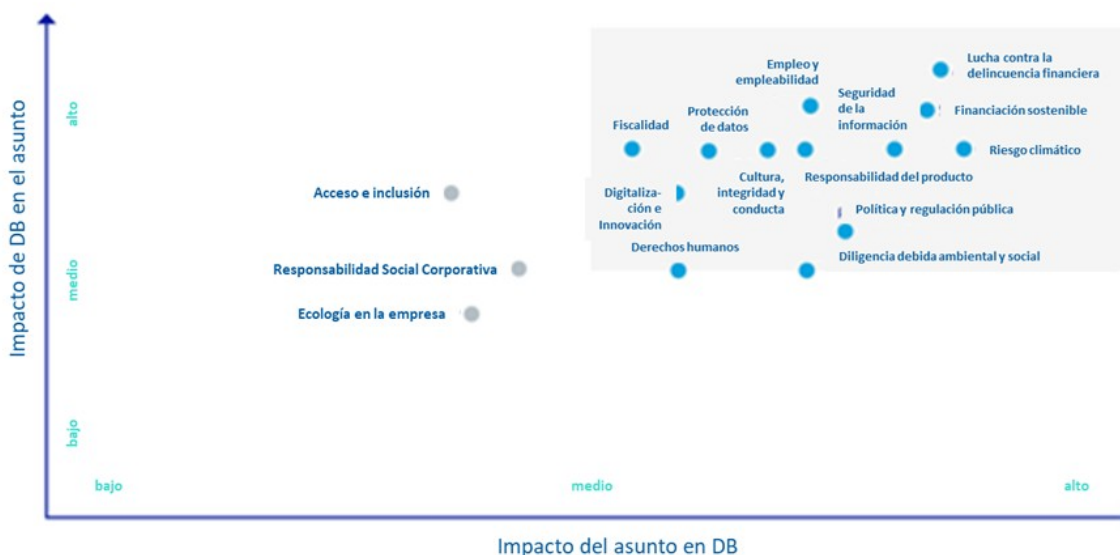 Impacto de DB en el asunto
alto
medio
bajo
Lucha contra la
delincuencia financiera
Empleo y
empleabilidad
Seguridad
de la
información
Financiación sostenible
Fiscalidad
Protección
de datos
Riesgo climático
Acceso e inclusión
Digitaliza-
ción e
Innovación
Cultura,
integridad y
conducta
Responsabilidad del producto
Política y regulación pública
Derechos humanos
Diligencia debida ambiental y social
Responsabilidad Social Corporativa
Ecología en la empresa
bajo
medio
alto
Impacto del asunto en DB